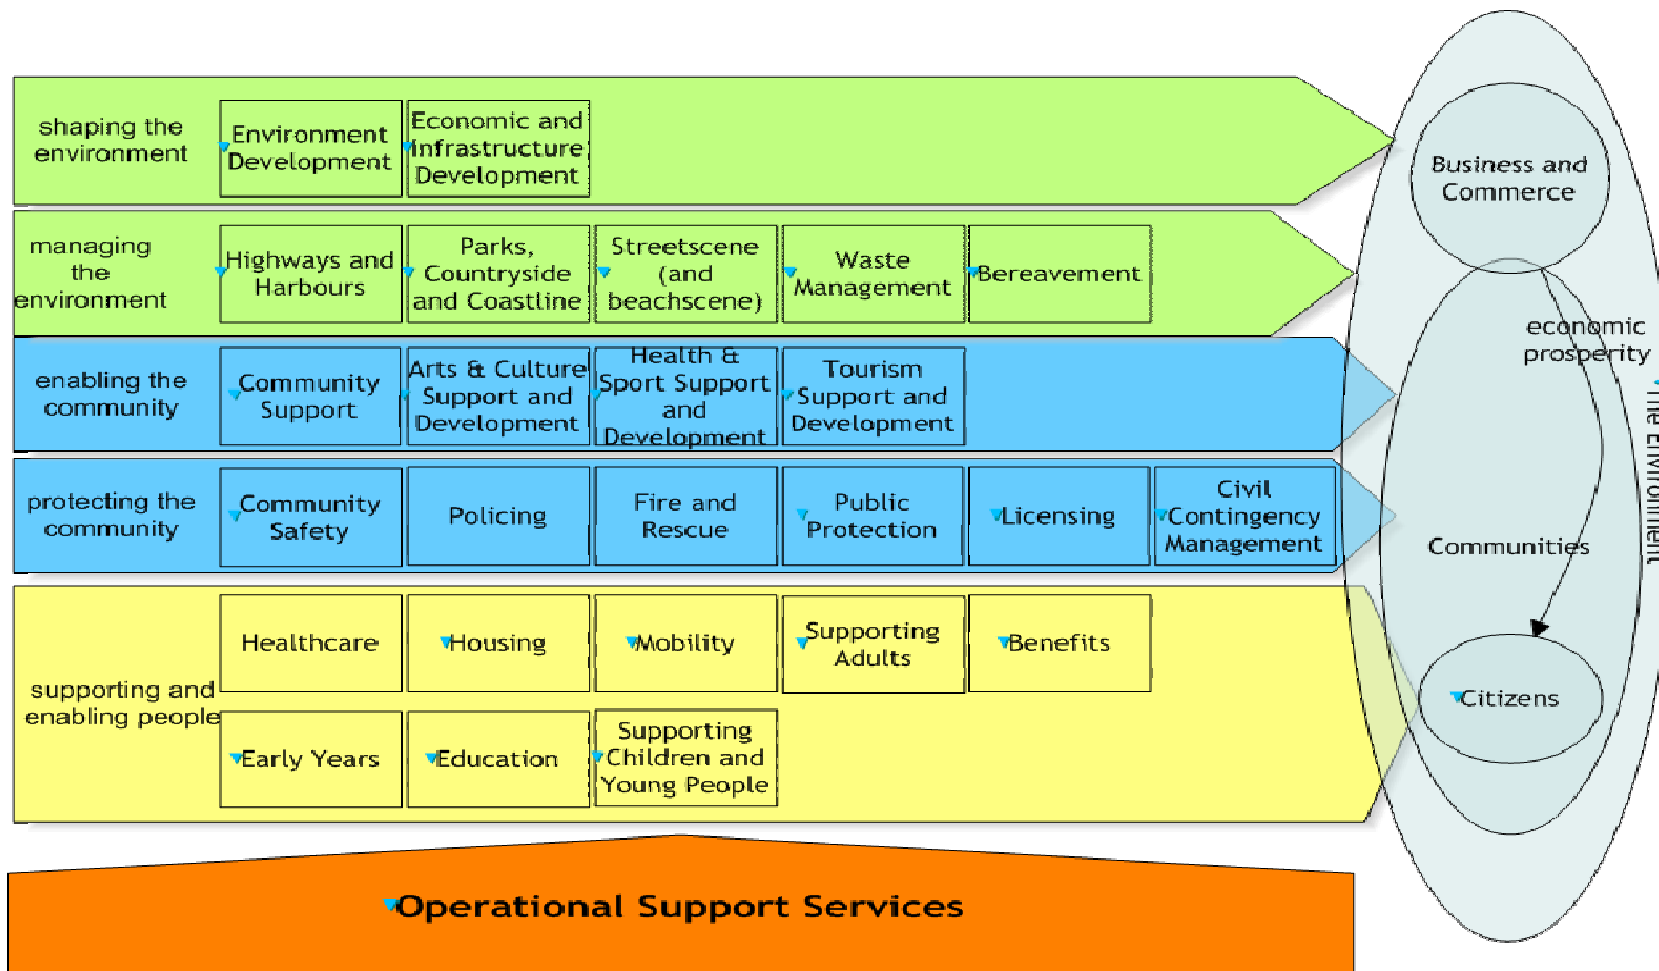 shaping the
environment
Environment
Development
Economic and
Infrastructure
Development
managing
the
environment
Highways and
Harbours
Parks,
Countryside
and Coastline
Streetscene
(and
beachscene)
Waste
Management
Bereavement
enabling the
community
Community
Support
Arts & Culture
Support and
Development
Health &
Sport Support
and
Development
Tourism
Support and
Development
protecting the
community
Community
Safety
Policing
Fire and
Rescue
Public
Protection
Licensing
Civil
Contingency
Management
supporting and
enabling people
Healthcare
Housing
Mobility
Supporting
Adults
Benefits
Early Years
Education
Supporting
Children and
Young People
Operational Support Services
Business and
Commerce
economic
prosperity
Communities
Citizens
The Environment